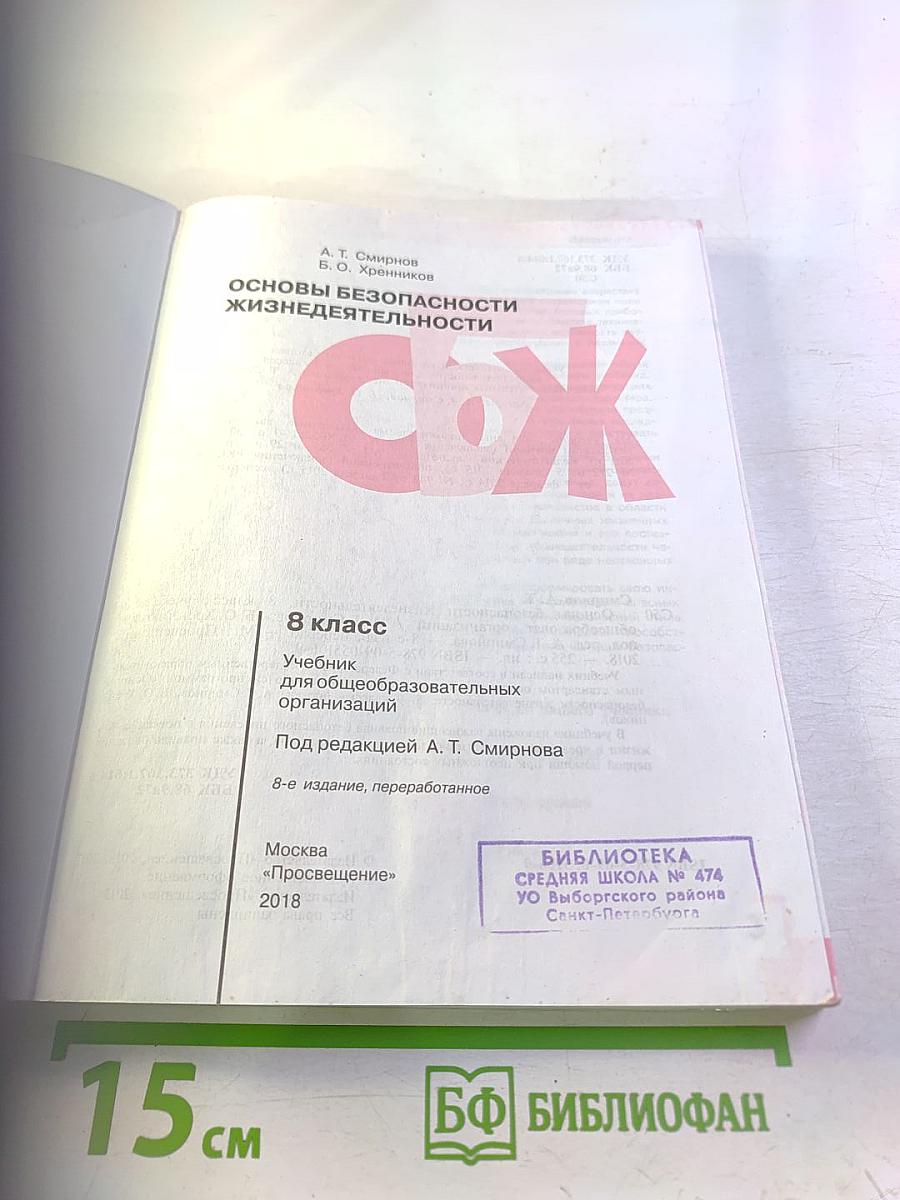 А. Т. Смирнов
Б. О. Хренников
ОСНОВЫ БЕЗОПАСНОСТИ
ЖИЗНЕДЕЯТЕЛЬНОСТИ
ОБЖ
8 класс
Учебник
для общеобразовательных
организаций
Под редакцией А. Т. Смирнова
8-е издание, переработанное
Москва
«Просвещение»
2018
БИБЛИОТЕКА
СРЕДНЯЯ ШКОЛА № 474
УО Выборгского района
Санкт-Петербурга
15 см
БФ БИБЛИОФАН